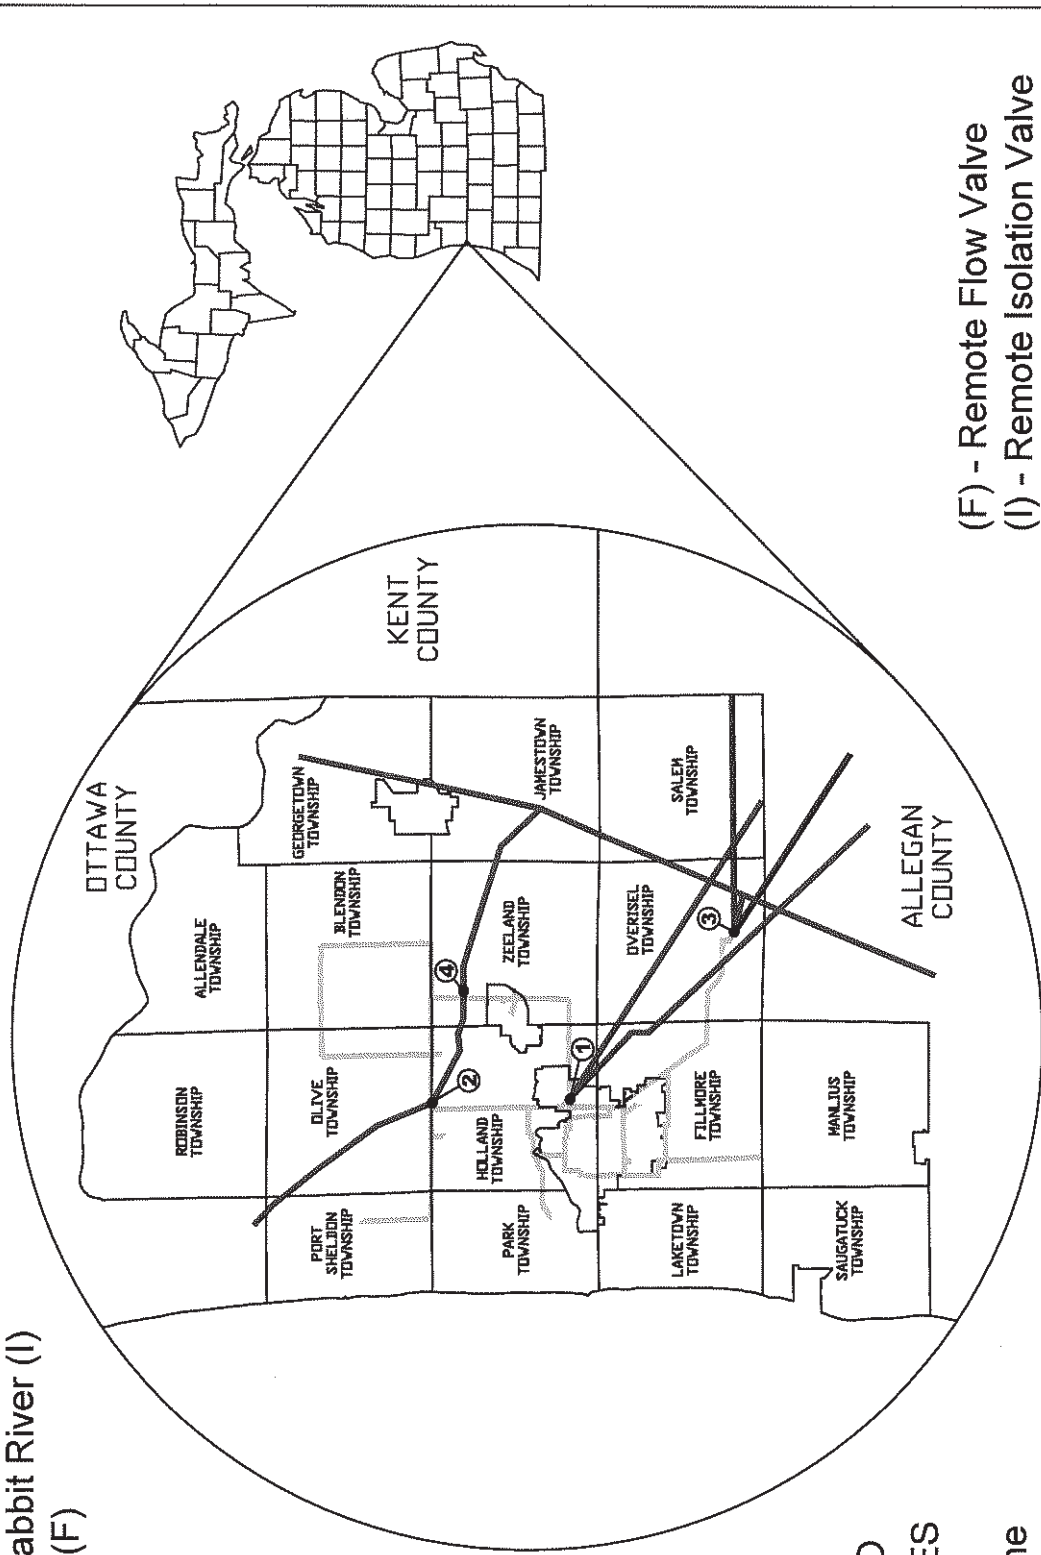 abbit River (I)
(F)
OTTAWA
COUNTY
ROBINSON
TOWNSHIP
ALLENDALE
TOWNSHIP
PORT
SHELDON
TOWNSHIP
OLIVE
TOWNSHIP
BLENDON
TOWNSHIP
GEORGETOWN
TOWNSHIP
KENT
COUNTY
2
4
PARK
TOWNSHIP
HOLLAND
TOWNSHIP
ZEELAND
TOWNSHIP
JAMESTOWN
TOWNSHIP
1
LAKETOWN
TOWNSHIP
FILLMORE
TOWNSHIP
OVERISEL
TOWNSHIP
SALEM
TOWNSHIP
3
SAUGATUCK
TOWNSHIP
MANLIUS
TOWNSHIP
ALLEGAN
COUNTY
D
ES
ne
(F) - Remote Flow Valve
(I) - Remote Isolation Valve